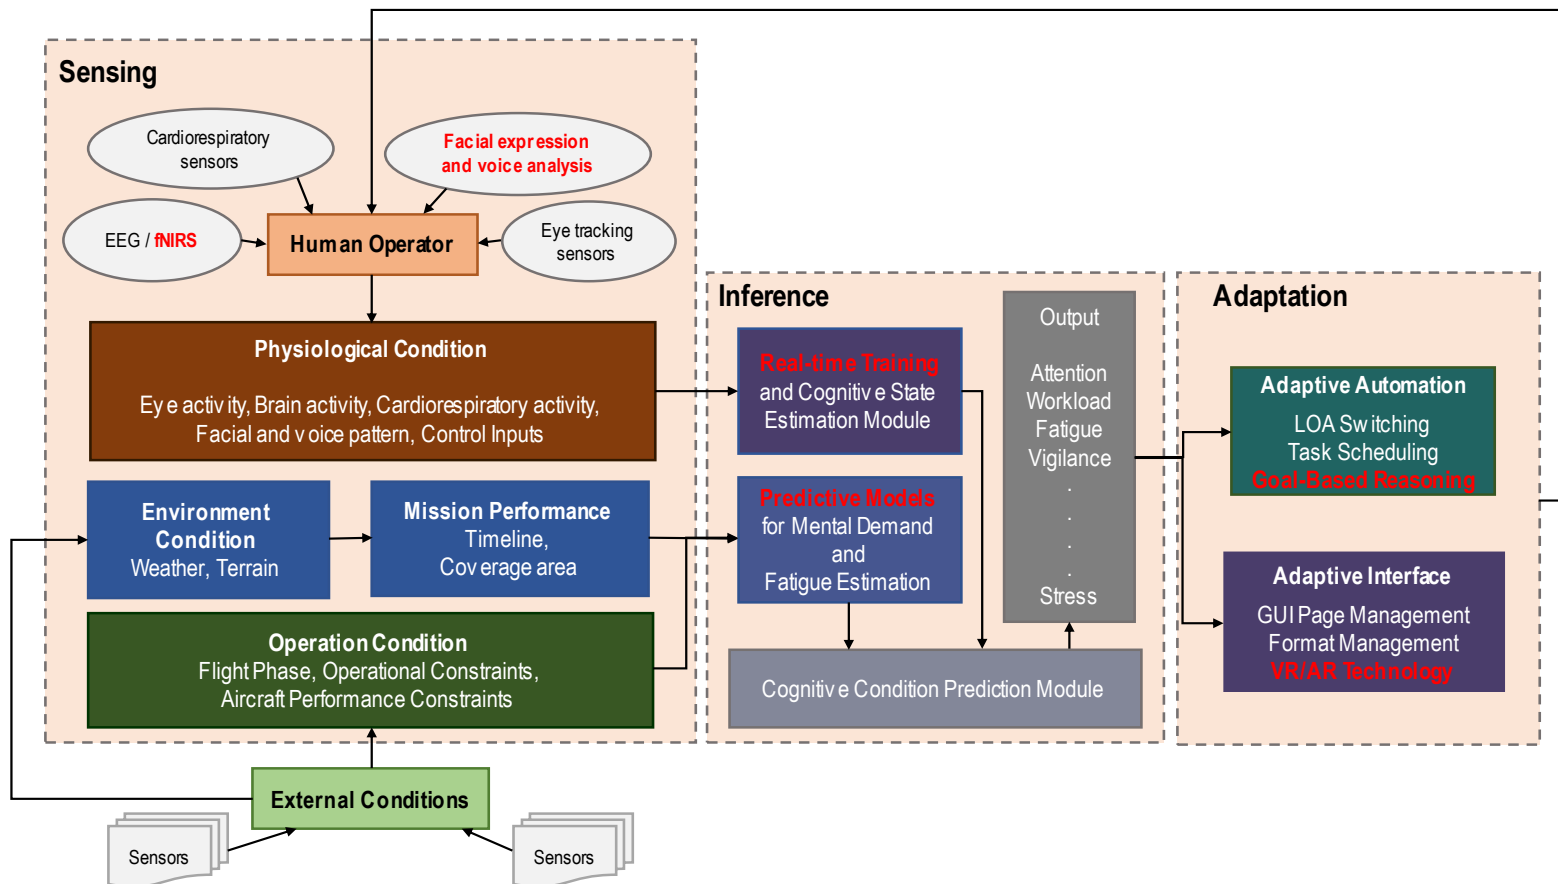 Sensing
Cardiorespiratory
sensors
Facial expression
and voice analysis
EEG / fNIRS
Human Operator
Eye tracking
sensors
Physiological Condition
Eye activity, Brain activity, Cardiorespiratory activity,
Facial and voice pattern, Control Inputs
Environment
Condition
Weather, Terrain
Mission Performance
Timeline,
Coverage area
Operation Condition
Flight Phase, Operational Constraints,
Aircraft Performance Constraints
External Conditions
Sensors
Sensors
Inference
Real-time Training
and Cognitive State
Estimation Module
Predictive Models
for Mental Demand
and
Fatigue Estimation
Output
Attention
Workload
Fatigue
Vigilance
.
.
.
.
Stress
Cognitive Condition Prediction Module
Adaptation
Adaptive Automation
LOA Switching
Task Scheduling
Goal-Based Reasoning
Adaptive Interface
GUI Page Management
Format Management
VR/AR Technology